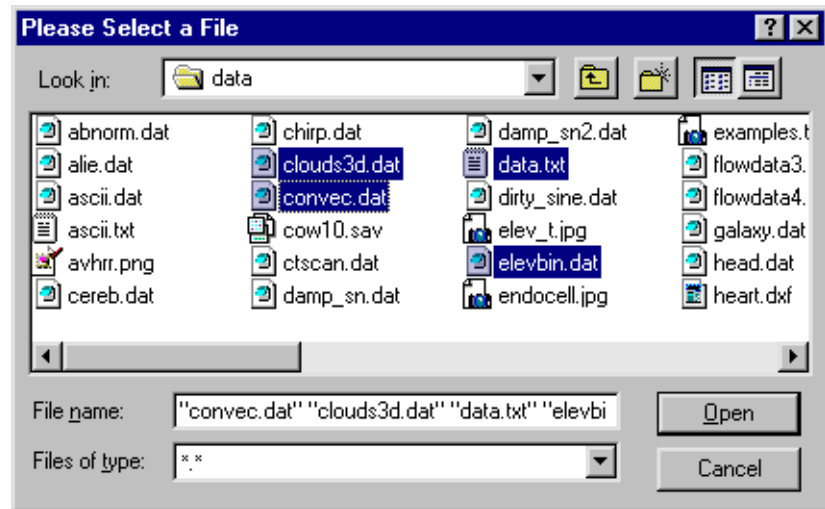 Please Select a File
Look in: data
abnorm.dat chirp.dat damp_sn2.dat examples.t
alie.dat clouds3d.dat data.txt flowdata3.
ascii.dat convec.dat dirty_sine.dat flowdata4.
ascii.txt cow10.sav elev_t.jpg galaxy.dat
avhrr.png ctscan.dat elevbin.dat head.dat
cereb.dat damp_sn.dat endocell.jpg heart.dxf
File name: "convec.dat" "clouds3d.dat" "data.txt" "elevbi Open
Files of type: *.* Cancel